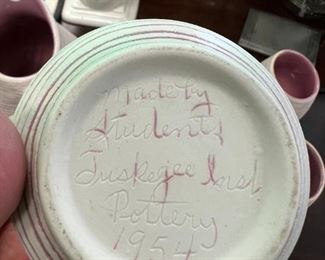 Made by
Students
Tuskegee Inst.
Pottery
1954